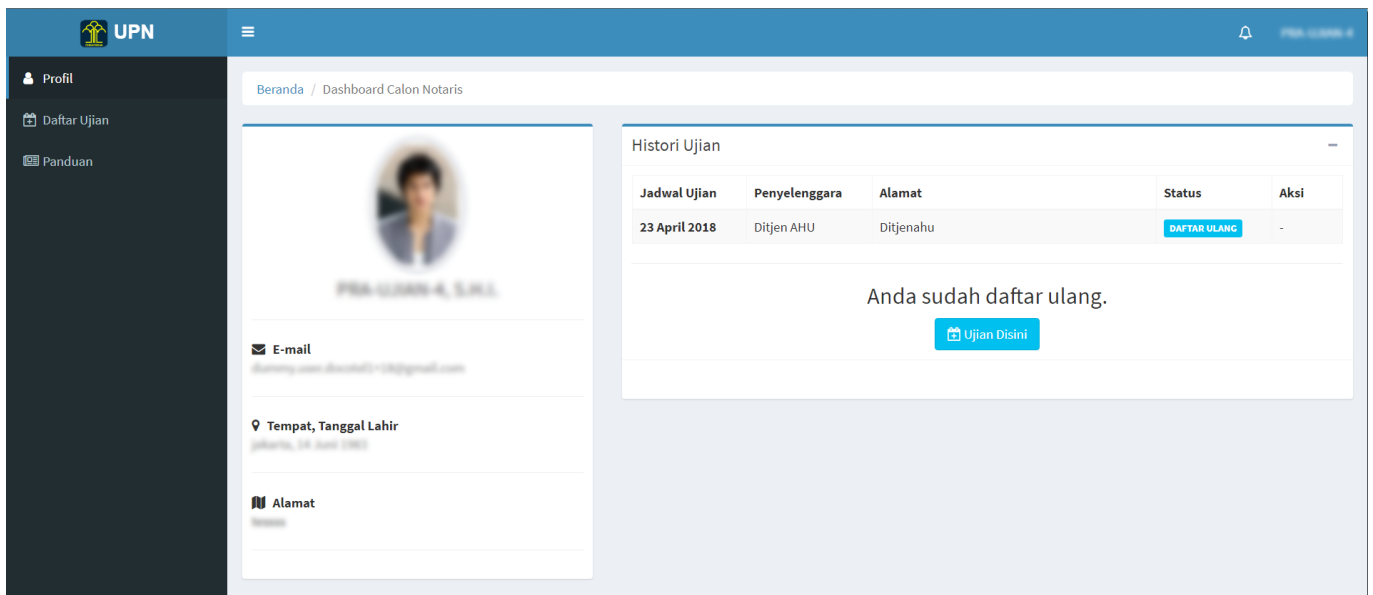 UPN
Profil
Daftar Ujian
Panduan
Beranda / Dashboard Calon Notaris
E-mail
Tempat, Tanggal Lahir
Alamat
Histori Ujian
Jadwal Ujian Penyelenggara Alamat Status Aksi
23 April 2018 Ditjen AHU Ditjenahu DAFTAR ULANG -
Anda sudah daftar ulang.
Ujian Disini